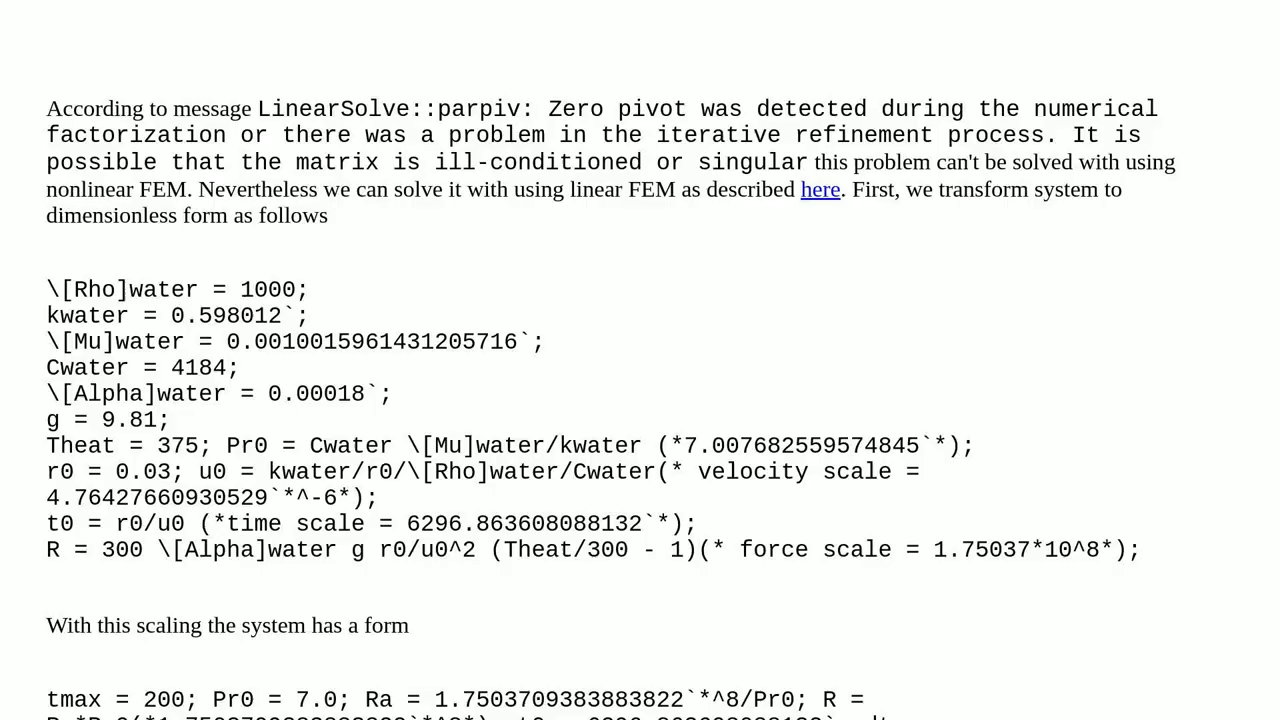 According to message LinearSolve::parpiv: Zero pivot was detected during the numerical
factorization or there was a problem in the iterative refinement process. It is
possible that the matrix is ill-conditioned or singular this problem can't be solved with using
nonlinear FEM. Nevertheless we can solve it with using linear FEM as described here. First, we transform system to
dimensionless form as follows
\[Rho]water = 1000;
kwater = 0.598012`;
\[Mu]water = 0.0010015961431205716`;
Cwater = 4184;
\[Alpha]water = 0.00018`;
g = 9.81;
Theat = 375; Pr0 = Cwater \[Mu]water/kwater (*7.007682559574845`*);
r0 = 0.03; u0 = kwater/r0/\[Rho]water/Cwater(* velocity scale =
4.76427660930529`*^-6*);
t0 = r0/u0 (*time scale = 6296.863608088132`*);
R = 300 \[Alpha]water g r0/u0^2 (Theat/300 - 1)(* force scale = 1.75037*10^8*);
With this scaling the system has a form
tmax = 200; Pr0 = 7.0; Ra = 1.7503709383883822`*^8/Pr0; R =